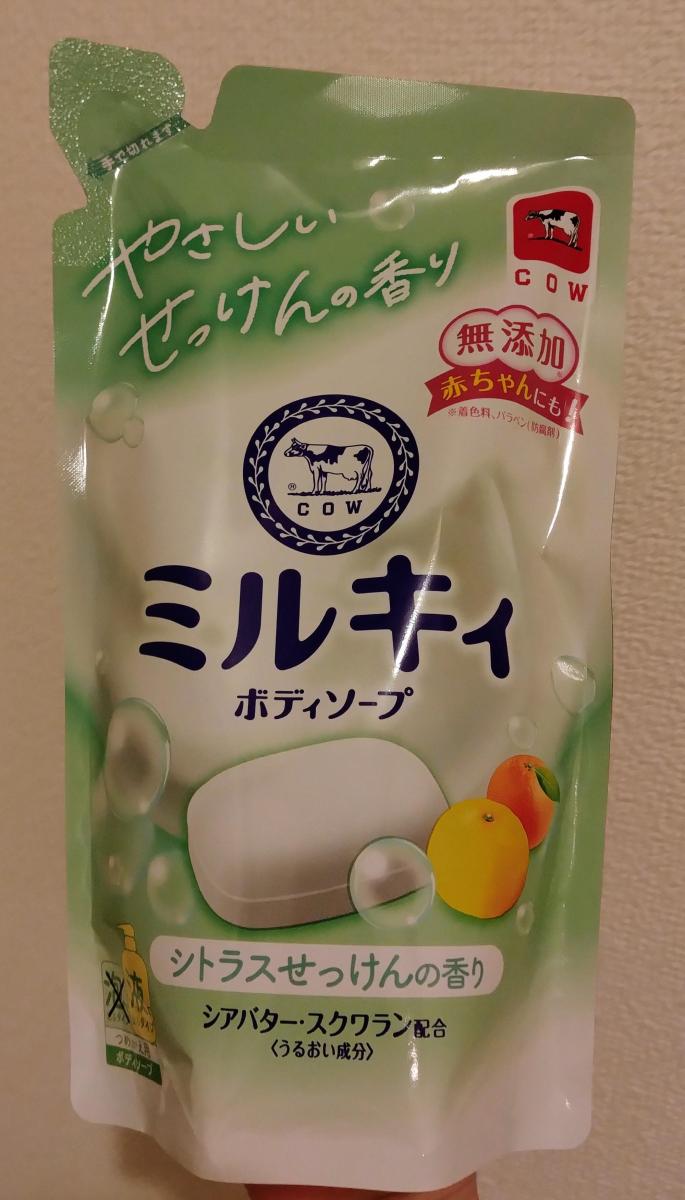 手で切れます
やさしい
せっけんの香り
COW
無添加
赤ちゃんにも!
※着色料、パラベン(防腐剤)
® COW
ミルキィ
ボディソープ
シトラスせっけんの香り
シアバター・スクワラン配合
〈うるおい成分〉
泡 液
つめかえ用
ボディソープ